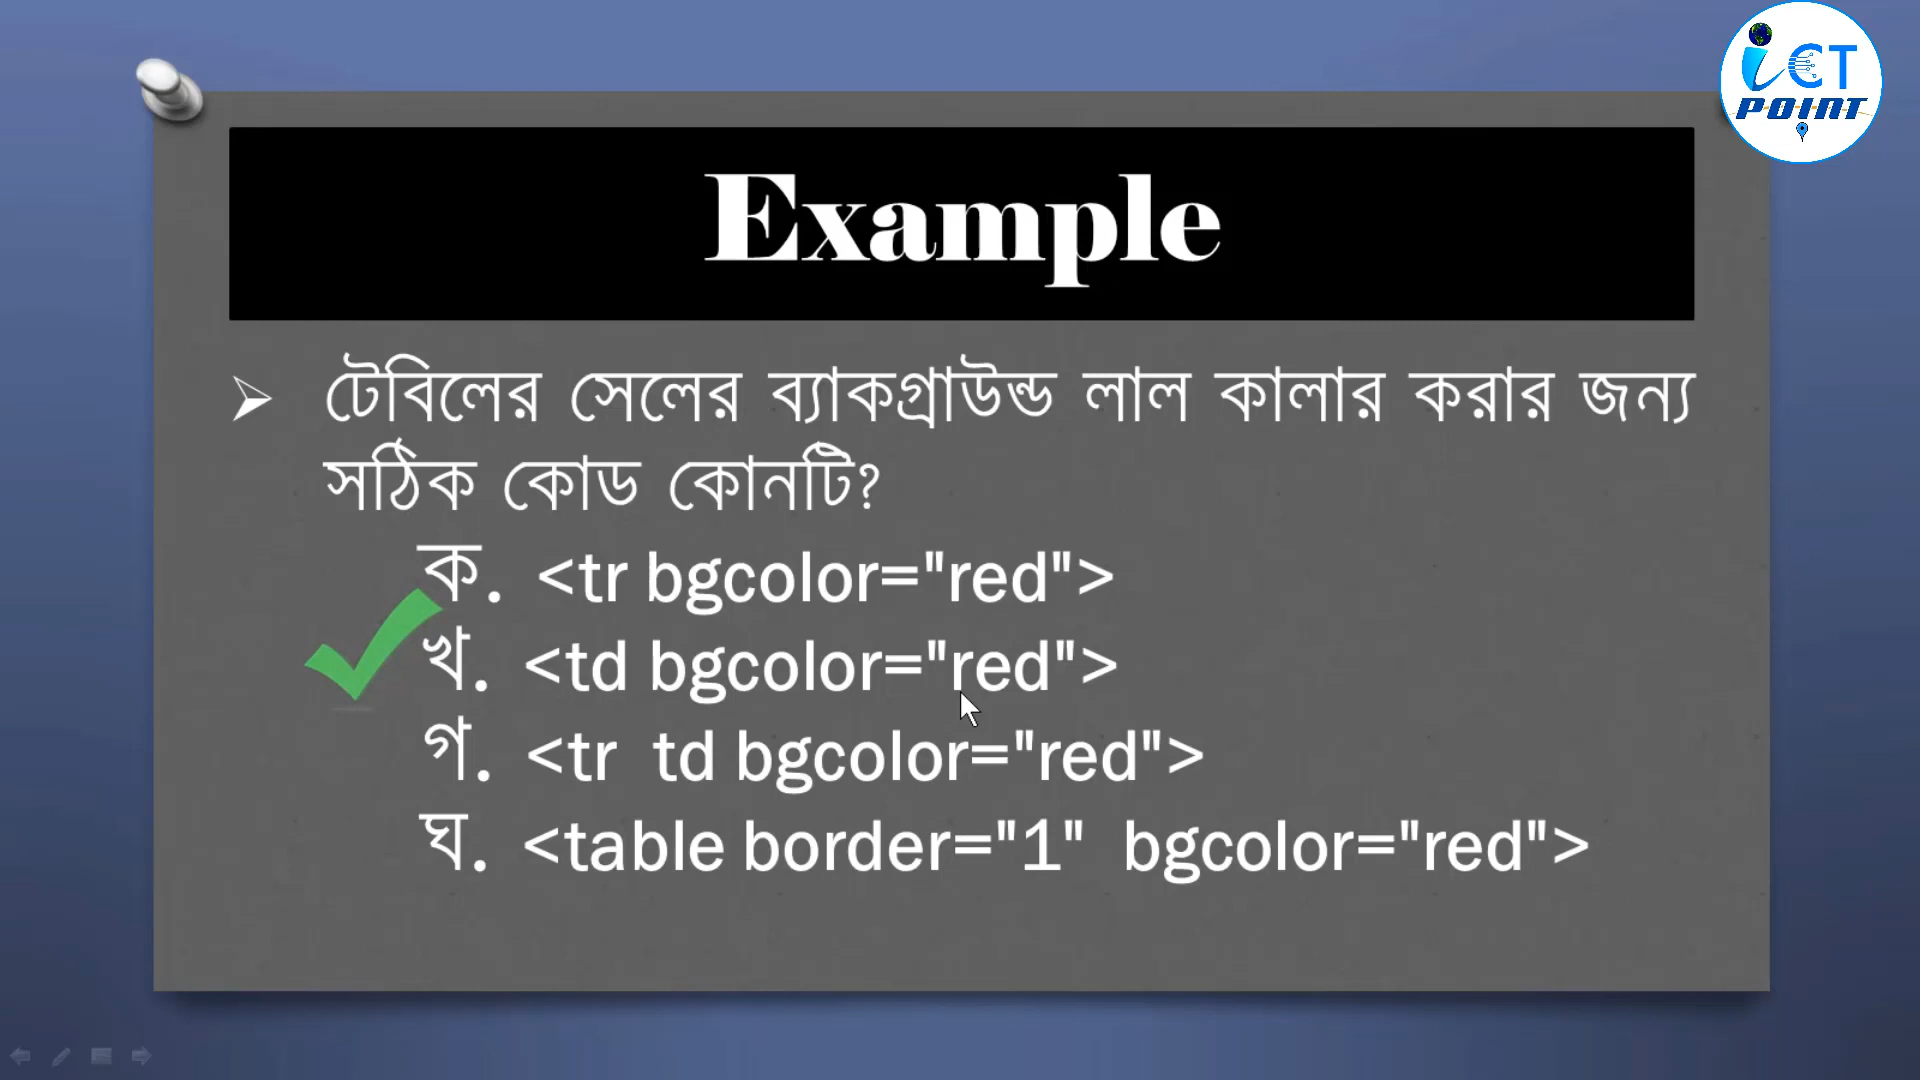 iCT
POINT
Example
➢ টেবিলের সেলের ব্যাকগ্রাউন্ড লাল কালার করার জন্য
সঠিক কোড কোনটি?
ক. <tr bgcolor="red">
খ. <td bgcolor="red">
গ. <tr td bgcolor="red">
ঘ. <table border="1" bgcolor="red">